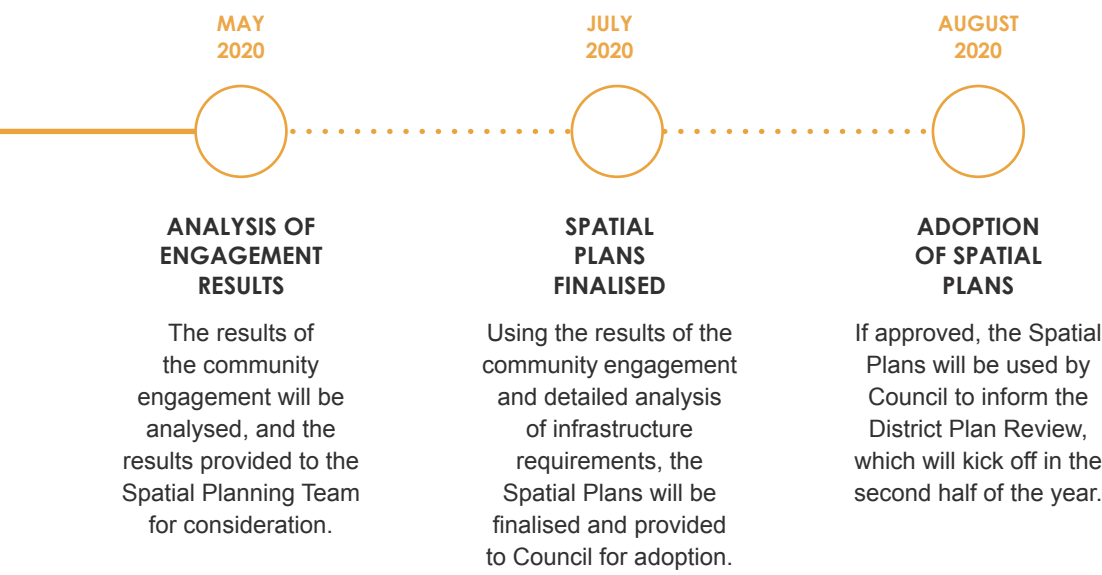 MAY
2020
ANALYSIS OF
ENGAGEMENT
RESULTS
The results of
the community
engagement will be
analysed, and the
results provided to the
Spatial Planning Team
for consideration.
JULY
2020
SPATIAL
PLANS
FINALISED
Using the results of the
community engagement
and detailed analysis
of infrastructure
requirements, the
Spatial Plans will be
finalised and provided
to Council for adoption.
AUGUST
2020
ADOPTION
OF SPATIAL
PLANS
If approved, the Spatial
Plans will be used by
Council to inform the
District Plan Review,
which will kick off in the
second half of the year.